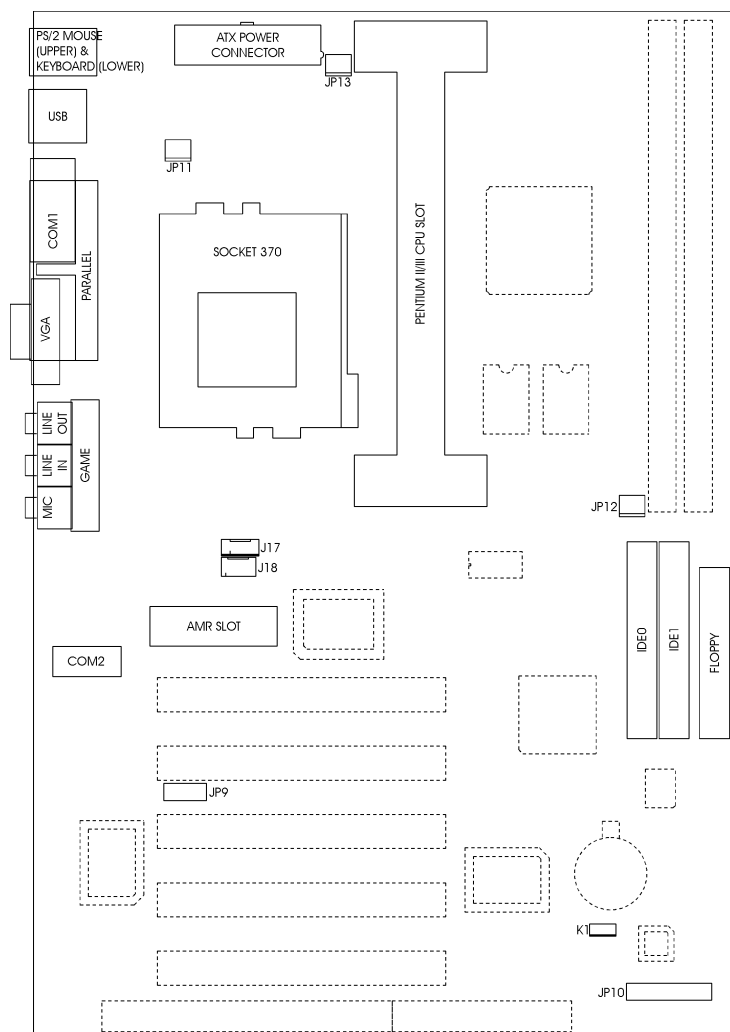 PS/2 MOUSE
(UPPER) &
KEYBOARD (LOWER)
ATX POWER
CONNECTOR
JP13
USB
JP11
COM1
PARALLEL
VGA
SOCKET 370
PENTIUM II/III CPU SLOT
LINE
OUT
LINE
IN
MIC
GAME
JP12
J17
J18
AMR SLOT
COM2
IDE0
IDE1
FLOPPY
JP9
K1
JP10